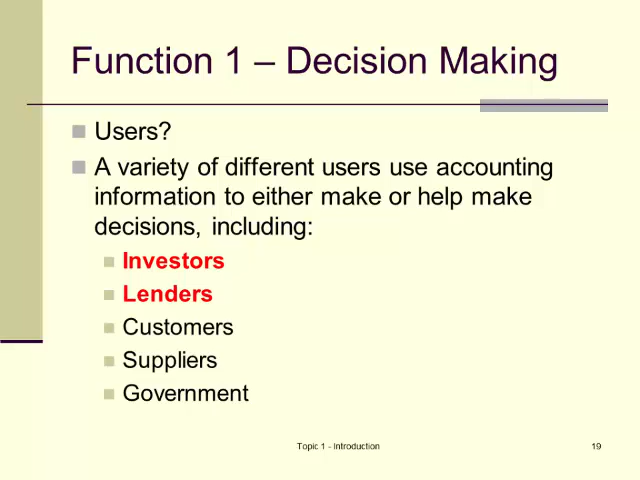 Function 1 – Decision Making
Users?
A variety of different users use accounting
information to either make or help make
decisions, including:
Investors
Lenders
Customers
Suppliers
Government
Topic 1 - Introduction
19